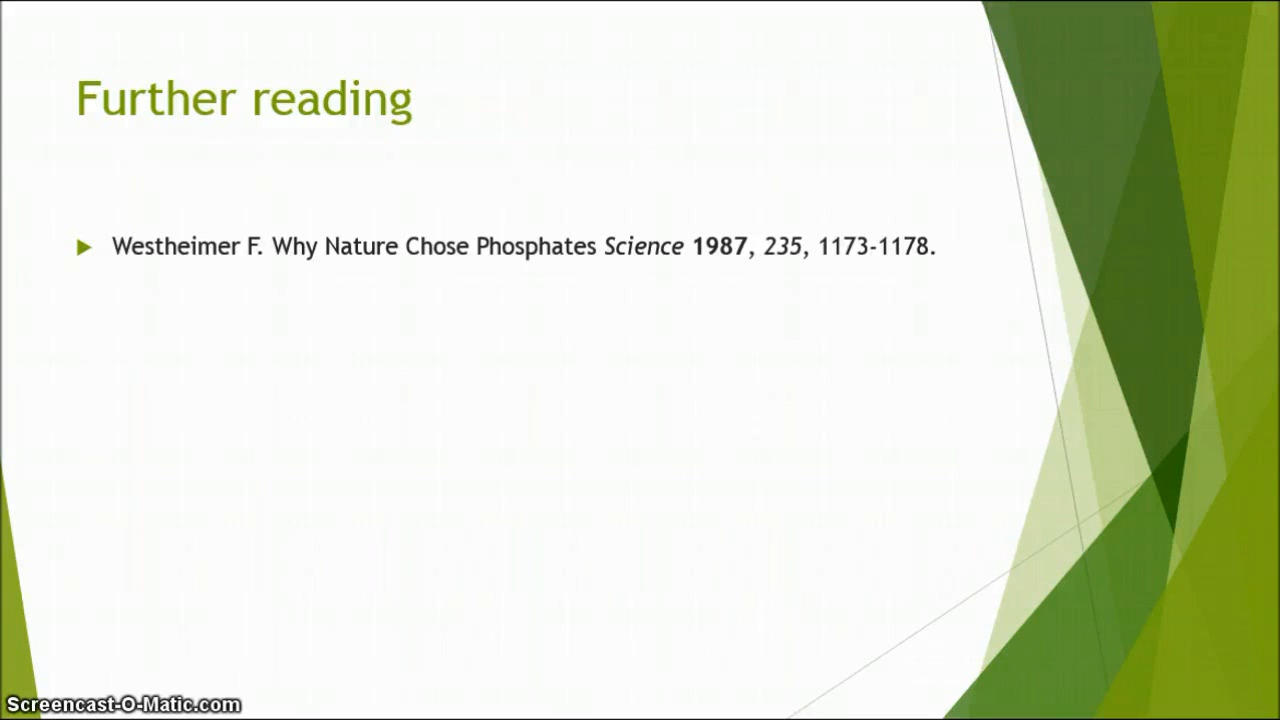 Further reading
Westheimer F. Why Nature Chose Phosphates Science 1987, 235, 1173-1178.
Screencast-O-Matic.com